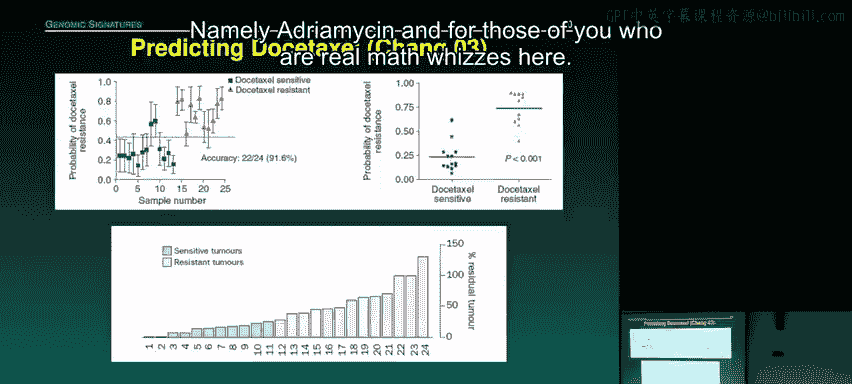 GENOMIC SIGNATURES
GPT中英字幕课程资源@bilibili.com
Namely Adriamycin and for those of you who
are real math whizzes here.
Predicting Docetaxel (Chang 03)
Docetaxel sensitive
Docetaxel resistant
Probability of docetaxel
resistance
1.0
0.8
0.6
0.4
0.2
0.0
Accuracy: 22/24 (91.6%)
0 5 10 15 20 25
Sample number
Probability of docetaxel
resistance
1.00
0.75
0.50
0.25
0.00
P < 0.001
Docetaxel
sensitive
Docetaxel
resistant
Sensitive tumours
Resistant tumours
150
100
50
0
% residual tumour
1 2 3 4 5 6 7 8 9 10 11 12 13 14 15 16 17 18 19 20 21 22 23 24